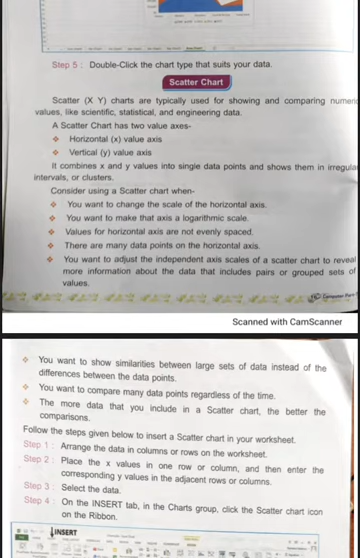 Step 5 : Double-Click the chart type that suits your data.
Scatter Chart
Scatter (X Y) charts are typically used for showing and comparing numeric
values, like scientific, statistical, and engineering data.
A Scatter Chart has two value axes-
❖ Horizontal (x) value axis
❖ Vertical (y) value axis
It combines x and y values into single data points and shows them in irregular
intervals, or clusters.
Consider using a Scatter chart when-
❖ You want to change the scale of the horizontal axis.
❖ You want to make that axis a logarithmic scale.
❖ Values for horizontal axis are not evenly spaced.
❖ There are many data points on the horizontal axis.
❖ You want to adjust the independent axis scales of a scatter chart to reveal
more information about the data that includes pairs or grouped sets of
values.
Scanned with CamScanner
❖ You want to show similarities between large sets of data instead of the
differences between the data points.
❖ You want to compare many data points regardless of the time.
❖ The more data that you include in a Scatter chart, the better the
comparisons.
Follow the steps given below to insert a Scatter chart in your worksheet.
Step 1 : Arrange the data in columns or rows on the worksheet.
Step 2 : Place the x values in one row or column, and then enter the
corresponding y values in the adjacent rows or columns.
Step 3 : Select the data.
Step 4 : On the INSERT tab, in the Charts group, click the Scatter chart icon
on the Ribbon.
INSERT